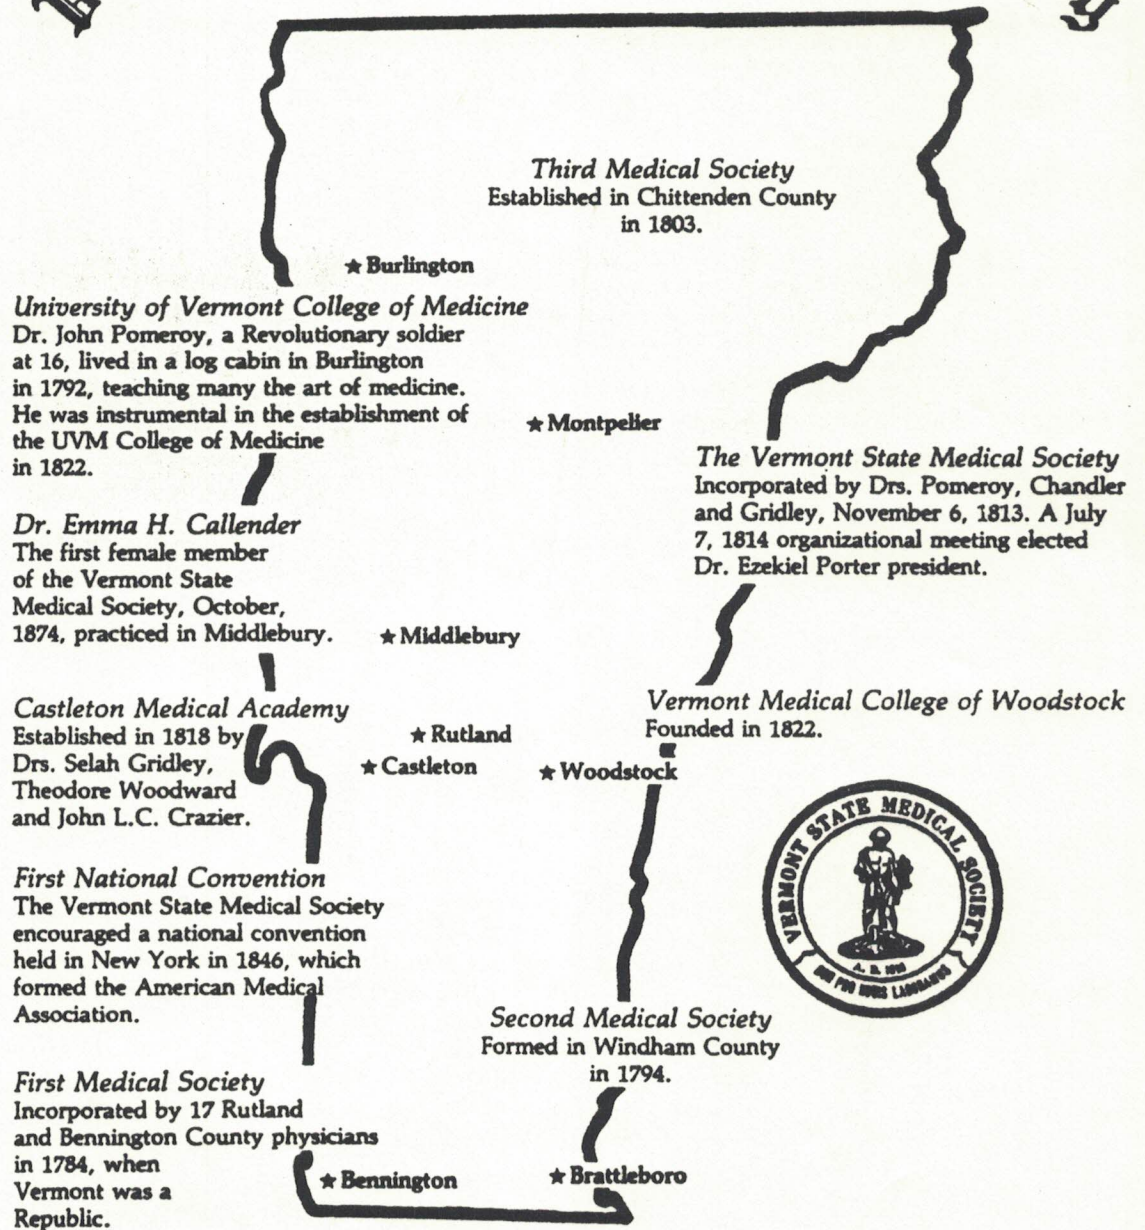 Third Medical Society
Established in Chittenden County
in 1803.
★ Burlington
University of Vermont College of Medicine
Dr. John Pomeroy, a Revolutionary soldier
at 16, lived in a log cabin in Burlington
in 1792, teaching many the art of medicine.
He was instrumental in the establishment of
the UVM College of Medicine
in 1822.
★ Montpelier
The Vermont State Medical Society
Incorporated by Drs. Pomeroy, Chandler
and Gridley, November 6, 1813. A July
7, 1814 organizational meeting elected
Dr. Ezekiel Porter president.
Dr. Emma H. Callender
The first female member
of the Vermont State
Medical Society, October,
1874, practiced in Middlebury.
★ Middlebury
Castleton Medical Academy
Established in 1818 by
Drs. Selah Gridley,
Theodore Woodward
and John L.C. Crazier.
★ Rutland
★ Castleton
Vermont Medical College of Woodstock
Founded in 1822.
★ Woodstock
VERMONT STATE MEDICAL SOCIETY
A. D.
PRO
First National Convention
The Vermont State Medical Society
encouraged a national convention
held in New York in 1846, which
formed the American Medical
Association.
Second Medical Society
Formed in Windham County
in 1794.
First Medical Society
Incorporated by 17 Rutland
and Bennington County physicians
in 1784, when
Vermont was a
Republic.
★ Bennington
★ Brattleboro